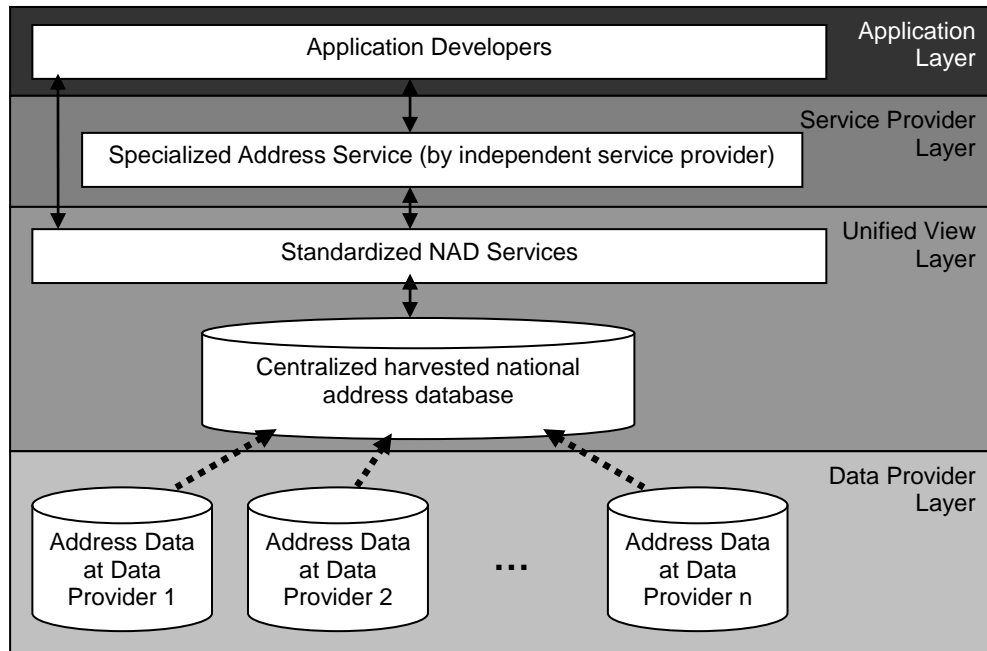 Application Developers
Application
Layer
Service Provider
Layer
Specialized Address Service (by independent service provider)
Unified View
Layer
Standardized NAD Services
Centralized harvested national
address database
Data Provider
Layer
Address Data
at Data
Provider 1
Address Data
at Data
Provider 2
...
Address Data
at Data
Provider n